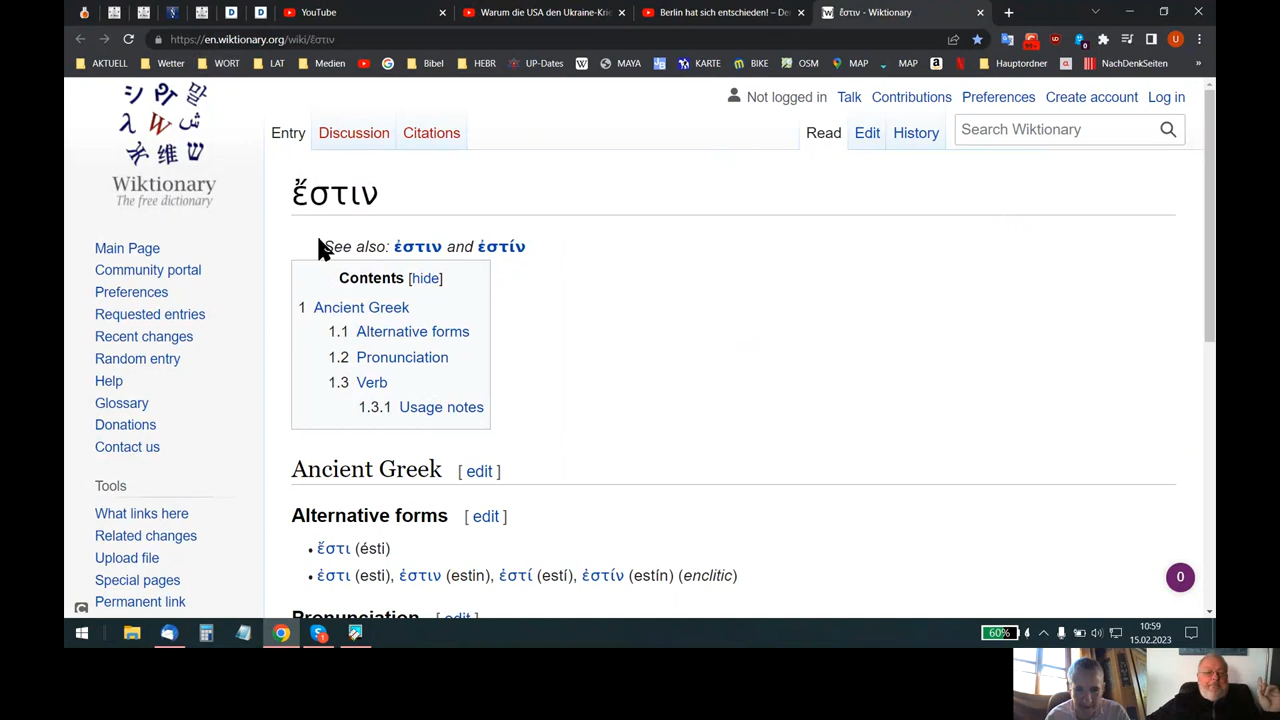 YouTube
Warum die USA den Ukraine-Kri
Berlin hat sich entschieden! – De
ἔστιν - Wiktionary
https://en.wiktionary.org/wiki/ἔστιν
AKTUELL Wetter WORT LAT Medien Bibel HEBR UP-Dates MAYA KARTE BIKE OSM MAP MAP Hauptordner NachDenkSeiten »
Not logged in Talk Contributions Preferences Create account Log in
Entry Discussion Citations Read Edit History Search Wiktionary
Wiktionary
The free dictionary
ἔστιν
See also: ἐστιν and ἐστίν
Main Page
Community portal
Preferences
Requested entries
Recent changes
Random entry
Help
Glossary
Donations
Contact us
Tools
What links here
Related changes
Upload file
Special pages
Permanent link
Contents [hide]
1 Ancient Greek
1.1 Alternative forms
1.2 Pronunciation
1.3 Verb
1.3.1 Usage notes
Ancient Greek [ edit ]
Alternative forms [ edit ]
• ἔστι (ésti)
• ἐστι (esti), ἐστιν (estin), ἐστί (estí), ἐστίν (estín) (enclitic)
Pronunciation [ edit ]
0
60%
10:59
15.02.2023